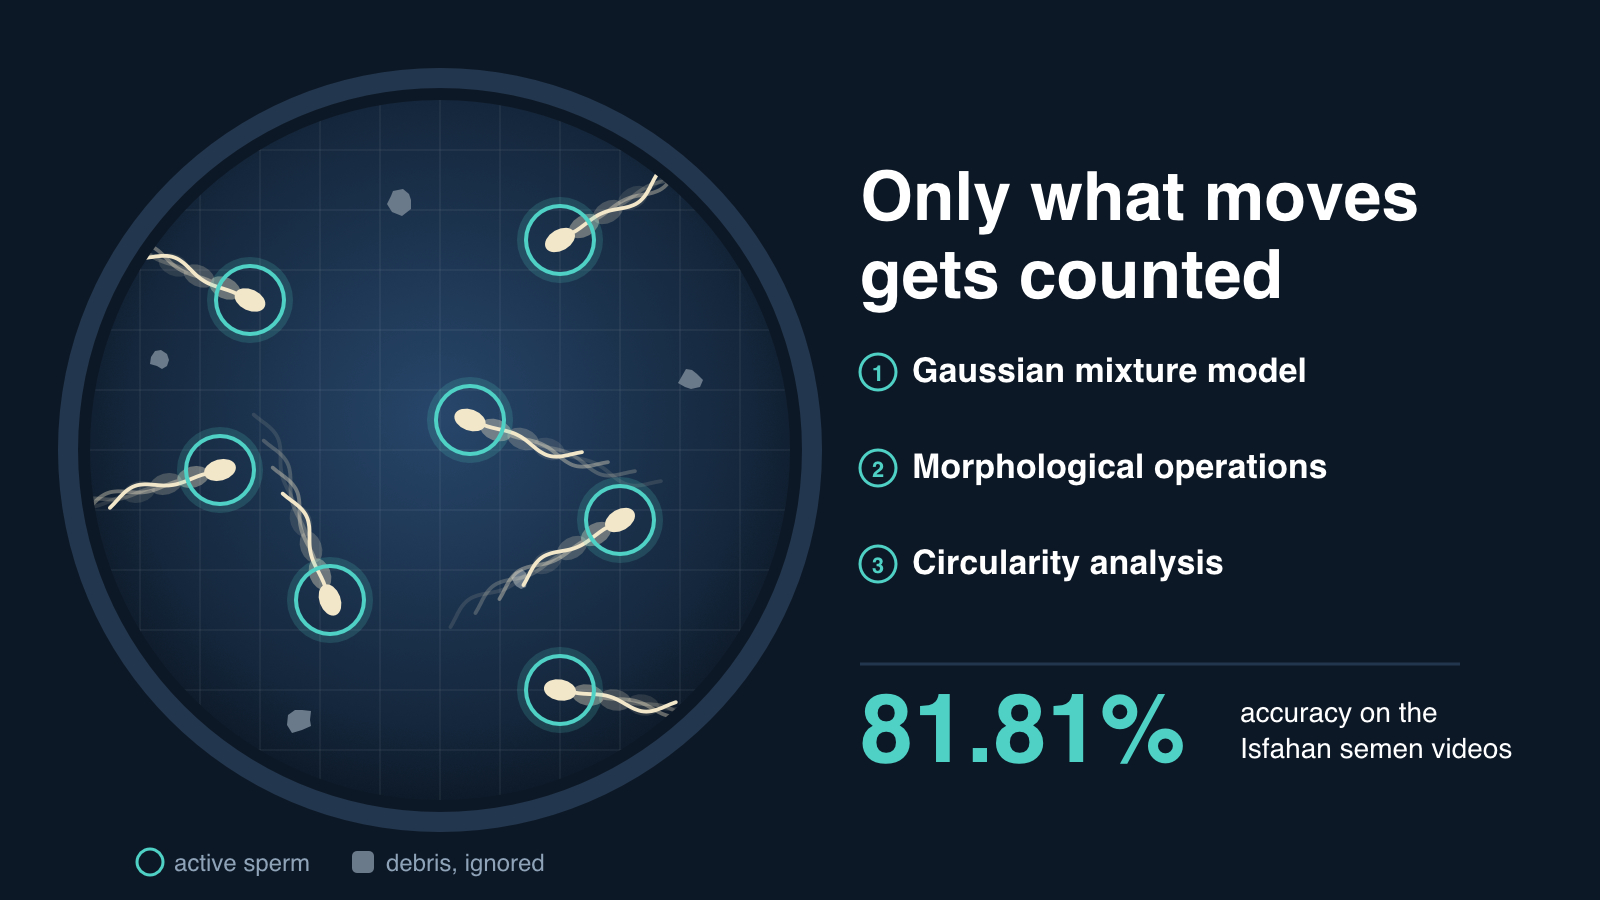 Only what moves
gets counted
1 Gaussian mixture model
2 Morphological operations
3 Circularity analysis
81.81%
accuracy on the
Isfahan semen videos
active sperm
debris, ignored